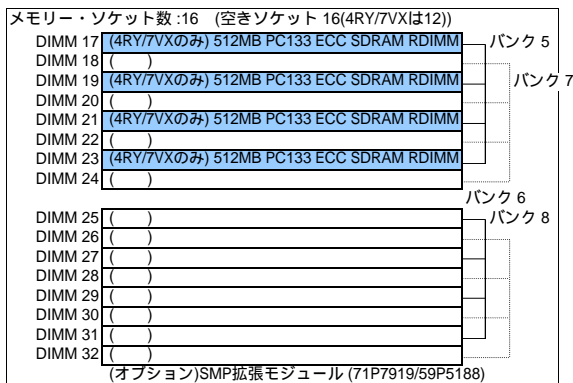 メモリー・ソケット数 :16 (空きソケット 16(4RY/7VXは12))
DIMM 17 (4RY/7VXのみ) 512MB PC133 ECC SDRAM RDIMM バンク 5
DIMM 18 ( )
DIMM 19 (4RY/7VXのみ) 512MB PC133 ECC SDRAM RDIMM バンク 7
DIMM 20 ( )
DIMM 21 (4RY/7VXのみ) 512MB PC133 ECC SDRAM RDIMM
DIMM 22 ( )
DIMM 23 (4RY/7VXのみ) 512MB PC133 ECC SDRAM RDIMM
DIMM 24 ( )
バンク 6
DIMM 25 ( ) バンク 8
DIMM 26 ( )
DIMM 27 ( )
DIMM 28 ( )
DIMM 29 ( )
DIMM 30 ( )
DIMM 31 ( )
DIMM 32 ( )
(オプション)SMP拡張モジュール (71P7919/59P5188)